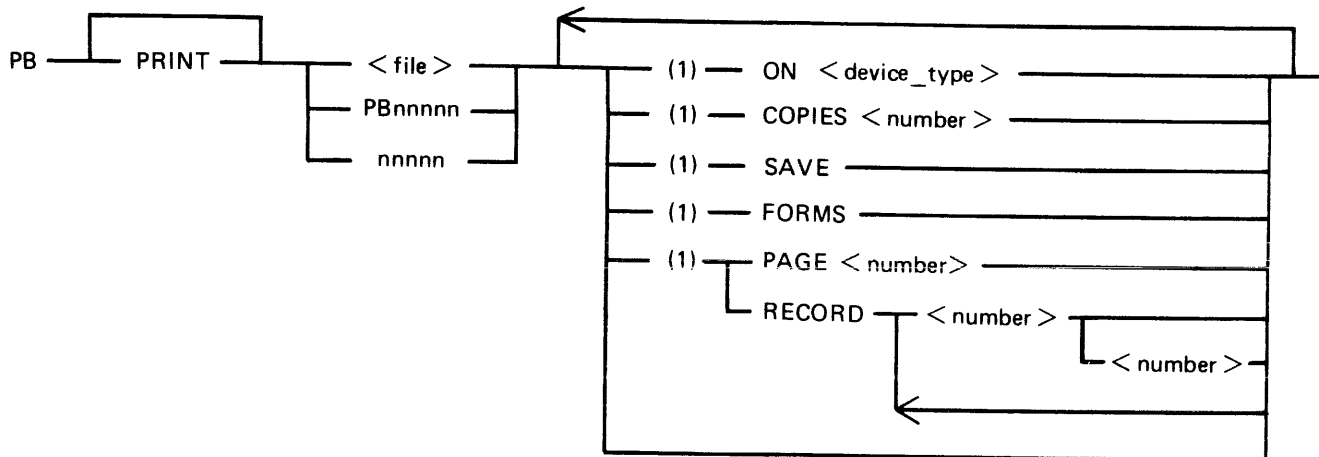 PB PRINT <file> (1) ON <device_type>
PBnnnnn (1) COPIES <number>
nnnnn (1) SAVE
(1) FORMS
(1) PAGE <number>
RECORD <number>
<number>